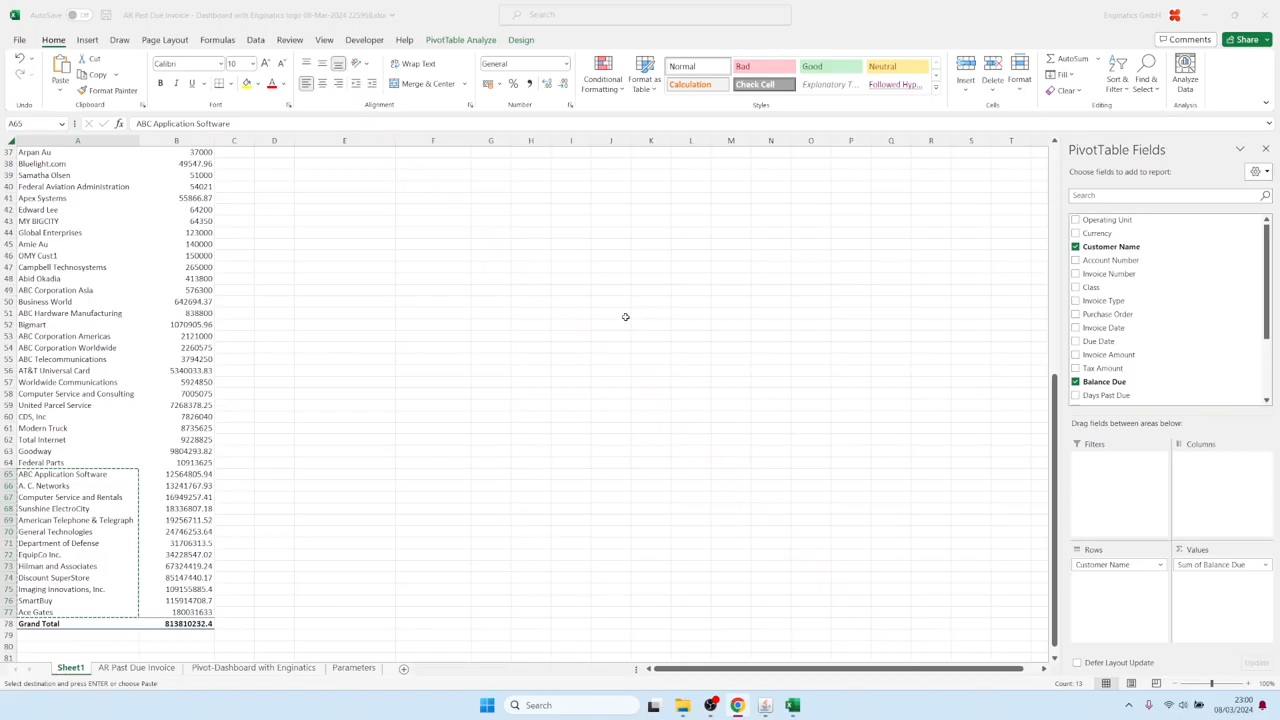 AutoSave Off AR Past Due Invoice - Dashboard with Enginatics logo 08-Mar-2024 225958.xlsx Search Enginatics GmbH
File Home Insert Draw Page Layout Formulas Data Review View Developer Help PivotTable Analyze Design Comments Share
Paste Cut Copy Format Painter Calibri 9 Wrap Text Merge & Center General Conditional Formatting Format as Table Normal Bad Good Neutral Calculation Check Cell Explanatory T... Followed Hyp... Insert Delete Format AutoSum Fill Clear Sort & Filter Find & Select Analyze Data
Undo Clipboard Font Alignment Number Styles Cells Editing Analysis
A65 fx ABC Application Software
A B C D E F G H I J K L M N O P Q R S T
37 Arpan Au 37000
38 Bluelight.com 49547.96
39 Samatha Olsen 51000
40 Federal Aviation Administration 54021
41 Apex Systems 55866.87
42 Edward Lee 64200
43 MY BIGCITY 64350
44 Global Enterprises 123000
45 Amie Au 140000
46 OMY Cust1 150000
47 Campbell Technosystems 265000
48 Abid Okadia 413800
49 ABC Corporation Asia 576300
50 Business World 642694.37
51 ABC Hardware Manufacturing 838800
52 Bigmart 1070905.96
53 ABC Corporation Americas 2121000
54 ABC Corporation Worldwide 2260575
55 ABC Telecommunications 3794250
56 AT&T Universal Card 5340033.83
57 Worldwide Communications 5924850
58 Computer Service and Consulting 7005075
59 United Parcel Service 7268378.25
60 CDS, Inc 7826040
61 Modern Truck 8735625
62 Total Internet 9228825
63 Goodway 9804293.82
64 Federal Parts 10913625
65 ABC Application Software 12564805.94
66 A. C. Networks 13241767.93
67 Computer Service and Rentals 16949257.41
68 Sunshine ElectroCity 18336807.18
69 American Telephone & Telegraph 19256711.52
70 General Technologies 24746253.64
71 Department of Defense 31706313.5
72 EquipCo Inc. 34228547.02
73 Hilman and Associates 67324419.24
74 Discount SuperStore 85147440.17
75 Imaging Innovations, Inc. 109155885.4
76 SmartBuy 115914708.7
77 Ace Gates 180031633
78 Grand Total 813810232.4
79
80
81
PivotTable Fields
Choose fields to add to report:
Search
Operating Unit
Currency
Customer Name
Account Number
Invoice Number
Class
Invoice Type
Purchase Order
Invoice Date
Due Date
Invoice Amount
Tax Amount
Balance Due
Days Past Due
Drag fields between areas below:
Filters Columns
Rows Σ Values
Customer Name Sum of Balance Due
Defer Layout Update Update
Sheet1 AR Past Due Invoice Pivot-Dashboard with Enginatics Parameters
Select destination and press ENTER or choose Paste Count: 13 100%
Search 23:00
08/03/2024